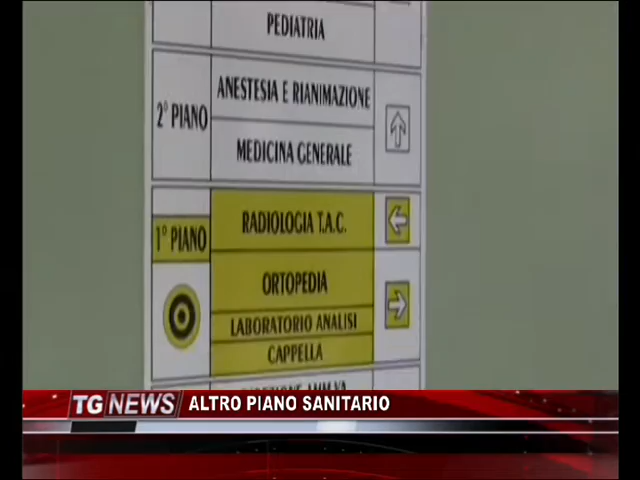 PEDIATRIA
ANESTESIA E RIANIMAZIONE
2° PIANO
MEDICINA GENERALE
RADIOLOGIA T.A.C.
1° PIANO
ORTOPEDIA
LABORATORIO ANALISI
CAPPELLA
TG NEWS ALTRO PIANO SANITARIO